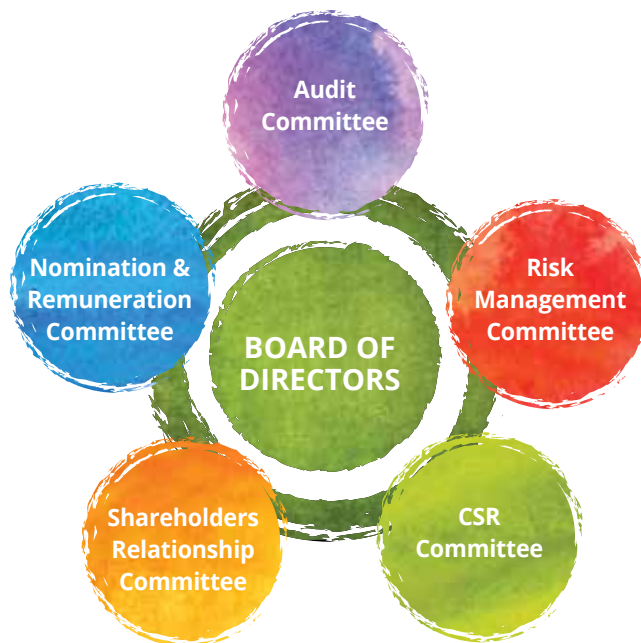 Audit
Committee
Nomination &
Remuneration
Committee
Risk
Management
Committee
BOARD OF
DIRECTORS
Shareholders
Relationship
Committee
CSR
Committee